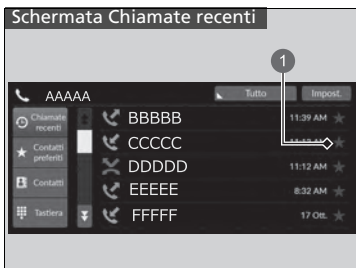 Schermata Chiamate recenti
1
AAAAA
Tutto
Impost.
Chiamate
recenti
BBBBB
11:39 AM
Contatti
preferiti
CCCCC
DDDDD
11:12 AM
Contatti
EEEEE
8:32 AM
Tastiera
FFFFF
17 Ott.